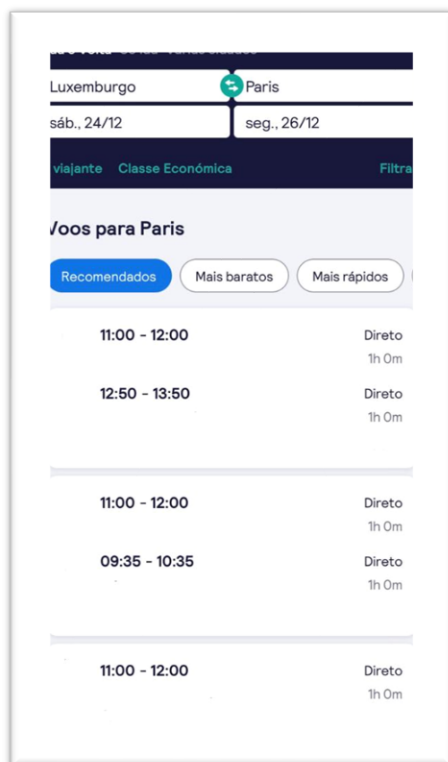 Luxemburgo Paris
sáb., 24/12 seg., 26/12
viajante Classe Económica Filtra
Voos para Paris
Recomendados Mais baratos Mais rápidos
11:00 – 12:00 Direto
1h 0m
12:50 – 13:50 Direto
1h 0m
11:00 – 12:00 Direto
1h 0m
09:35 – 10:35 Direto
1h 0m
11:00 – 12:00 Direto
1h 0m